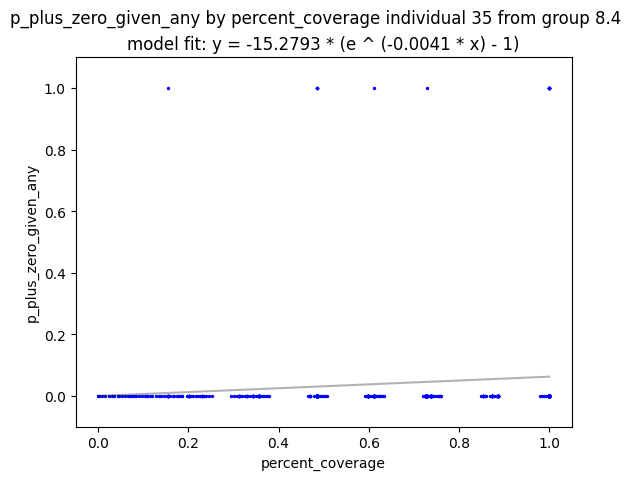 p_plus_zero_given_any by percent_coverage individual 35 from group 8.4
model fit: y = -15.2793 * (e ^ (-0.0041 * x) - 1)
1.0
0.8
0.6
0.4
0.2
0.0
p_plus_zero_given_any
0.0 0.2 0.4 0.6 0.8 1.0
percent_coverage